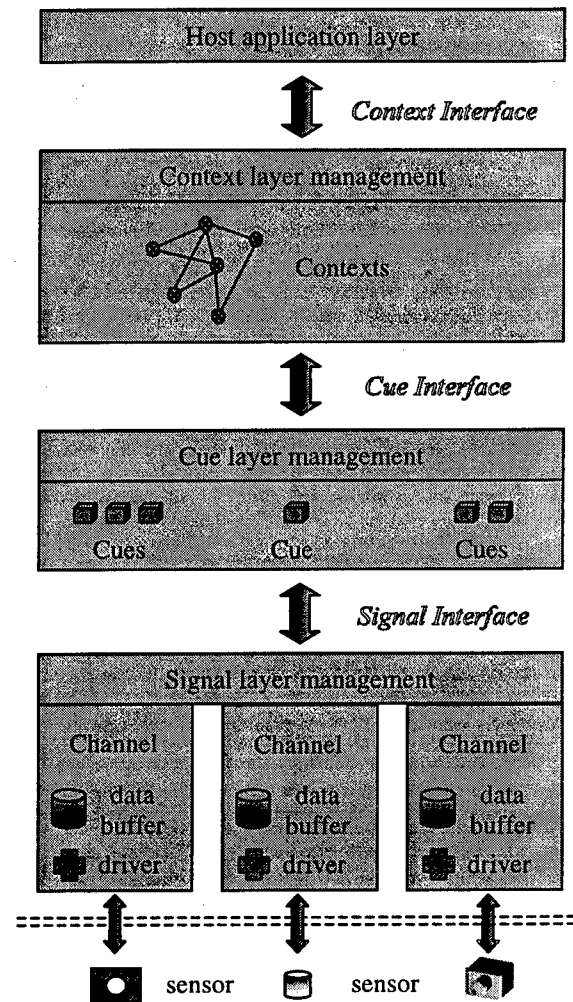 Host application layer
Context Interface
Context layer management
Contexts
Cue Interface
Cue layer management
Cues Cue Cues
Signal Interface
Signal layer management
Channel Channel Channel
data data data
buffer buffer buffer
driver driver driver
sensor sensor